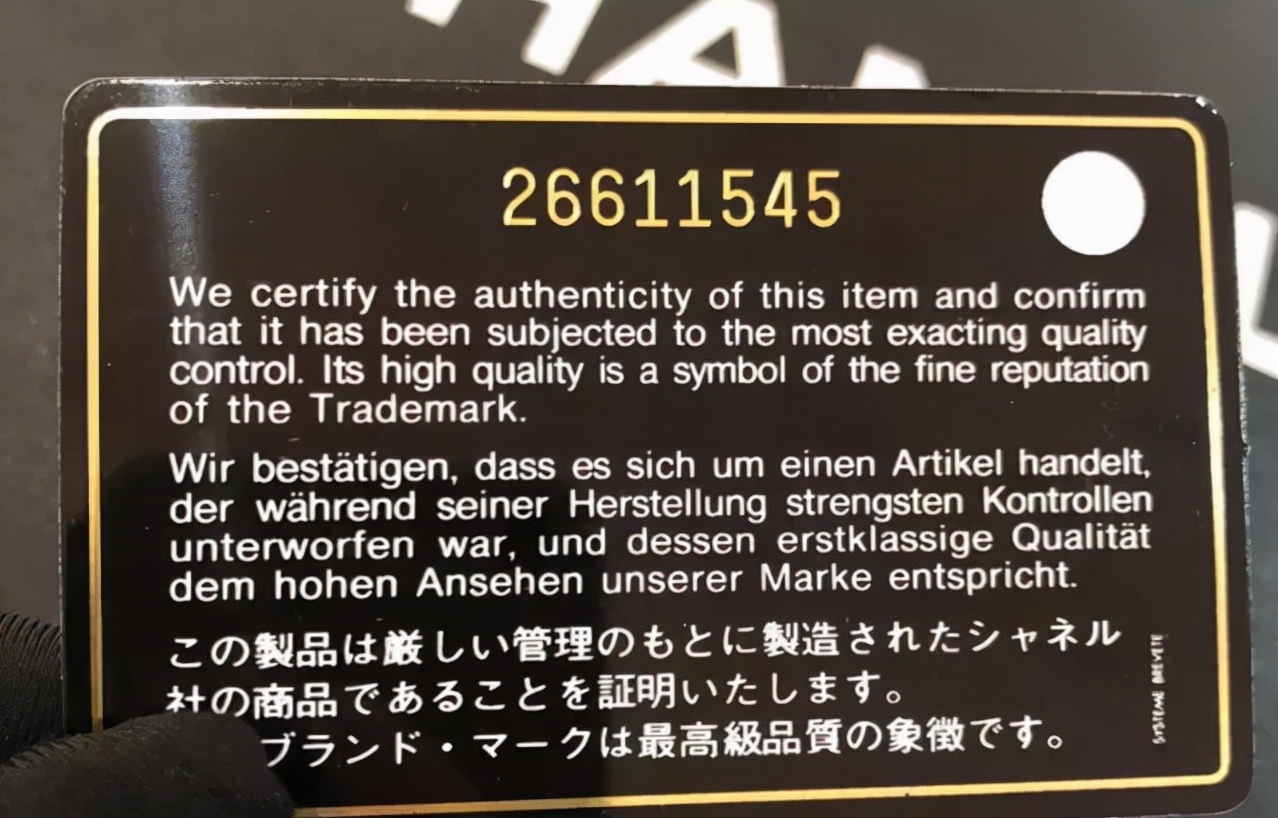 HAN
26611545
We certify the authenticity of this item and confirm
that it has been subjected to the most exacting quality
control. Its high quality is a symbol of the fine reputation
of the Trademark.
Wir bestätigen, dass es sich um einen Artikel handelt,
der während seiner Herstellung strengsten Kontrollen
unterworfen war, und dessen erstklassige Qualität
dem hohen Ansehen unserer Marke entspricht.
この製品は厳しい管理のもとに製造されたシャネル
社の商品であることを証明いたします。
ブランド・マークは最高級品質の象徴です。
SYSTEME BREVETE